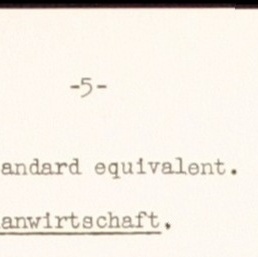 -5-
andard equivalent.
anwirtschaft.